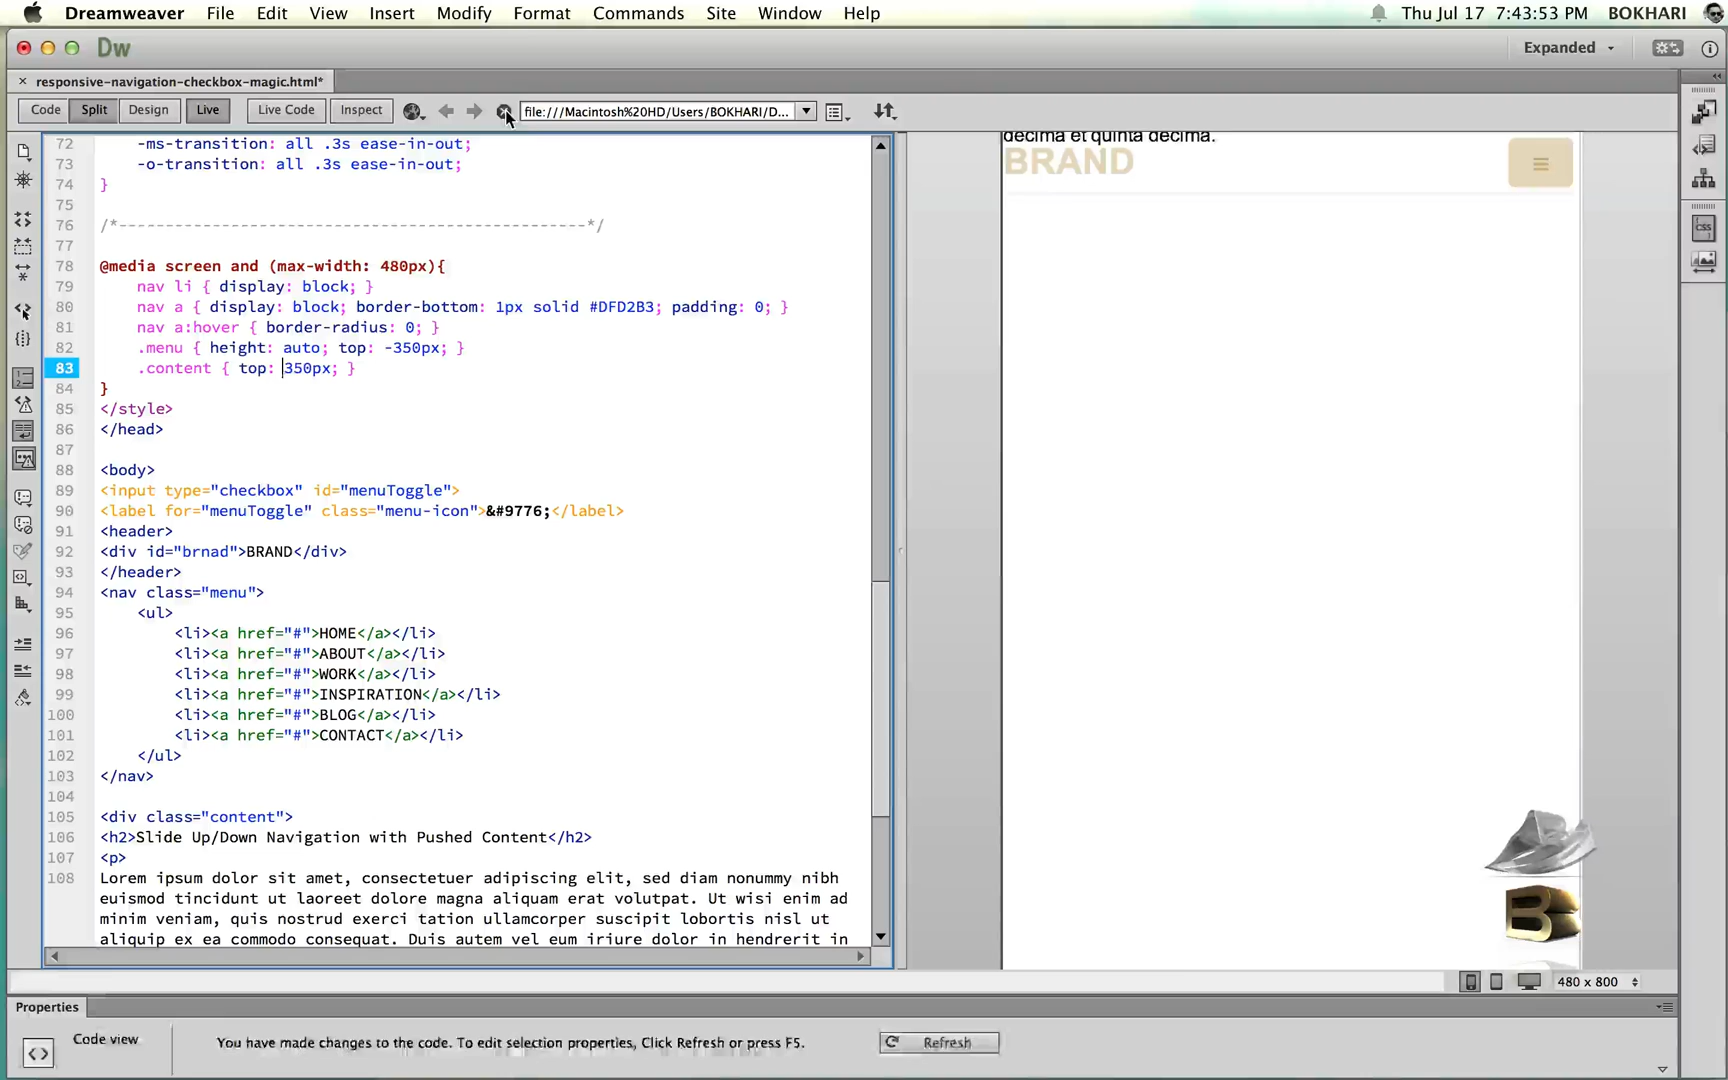 Dreamweaver File Edit View Insert Modify Format Commands Site Window Help Thu Jul 17 7:43:53 PM BOKHARI
Dw Expanded
responsive-navigation-checkbox-magic.html*
Code Split Design Live Live Code Inspect file:///Macintosh%20HD/Users/BOKHARI/D...
72 -ms-transition: all .3s ease-in-out;
73 -o-transition: all .3s ease-in-out;
74 }
75
76 /*--------------------------------------------------*/
77
78 @media screen and (max-width: 480px){
79 nav li { display: block; }
80 nav a { display: block; border-bottom: 1px solid #DFD2B3; padding: 0; }
81 nav a:hover { border-radius: 0; }
82 .menu { height: auto; top: -350px; }
83 .content { top: 350px; }
84 }
85 </style>
86 </head>
87
88 <body>
89 <input type="checkbox" id="menuToggle">
90 <label for="menuToggle" class="menu-icon">&#9776;</label>
91 <header>
92 <div id="brnad">BRAND</div>
93 </header>
94 <nav class="menu">
95 <ul>
96 <li><a href="#">HOME</a></li>
97 <li><a href="#">ABOUT</a></li>
98 <li><a href="#">WORK</a></li>
99 <li><a href="#">INSPIRATION</a></li>
100 <li><a href="#">BLOG</a></li>
101 <li><a href="#">CONTACT</a></li>
102 </ul>
103 </nav>
104
105 <div class="content">
106 <h2>Slide Up/Down Navigation with Pushed Content</h2>
107 <p>
108 Lorem ipsum dolor sit amet, consectetuer adipiscing elit, sed diam nonummy nibh
euismod tincidunt ut laoreet dolore magna aliquam erat volutpat. Ut wisi enim ad
minim veniam, quis nostrud exerci tation ullamcorper suscipit lobortis nisl ut
aliquip ex ea commodo consequat. Duis autem vel eum iriure dolor in hendrerit in
decima et quinta decima.
BRAND ☰
B
CSS
480 x 800
Properties
Code view You have made changes to the code. To edit selection properties, Click Refresh or press F5. Refresh